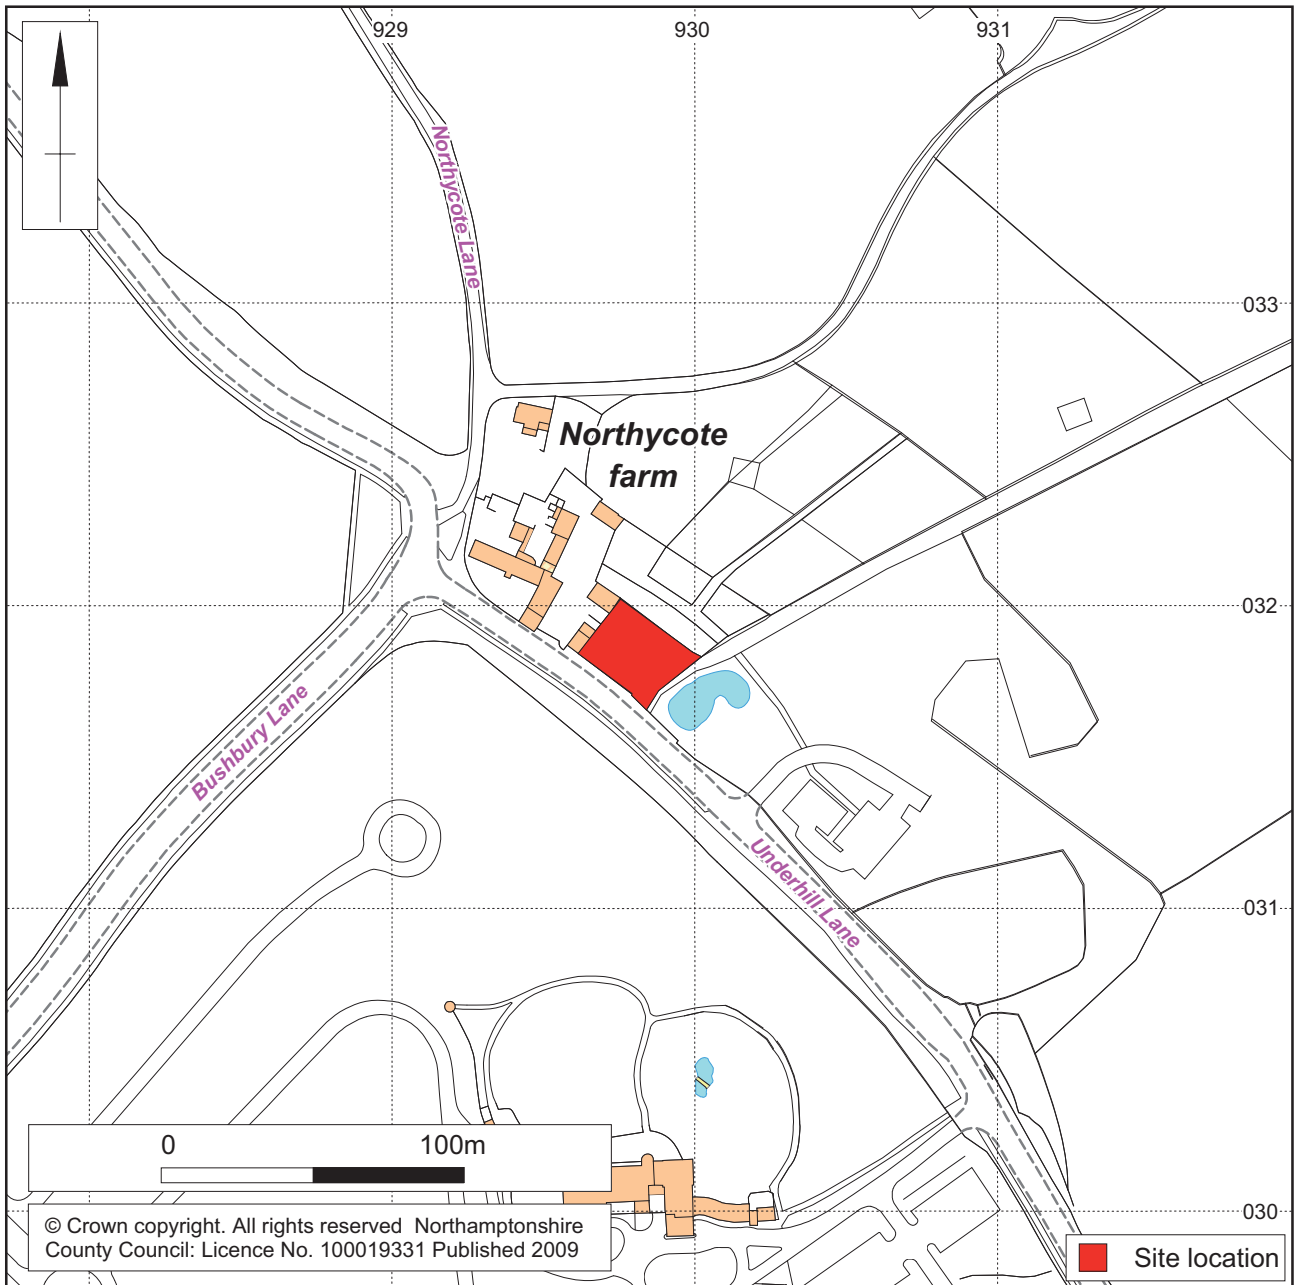 929
930
931
Northycote Lane
033
Northycote
farm
032
Bushbury Lane
Underhill Lane
031
0 100m
030
© Crown copyright. All rights reserved Northamptonshire
County Council: Licence No. 100019331 Published 2009
Site location